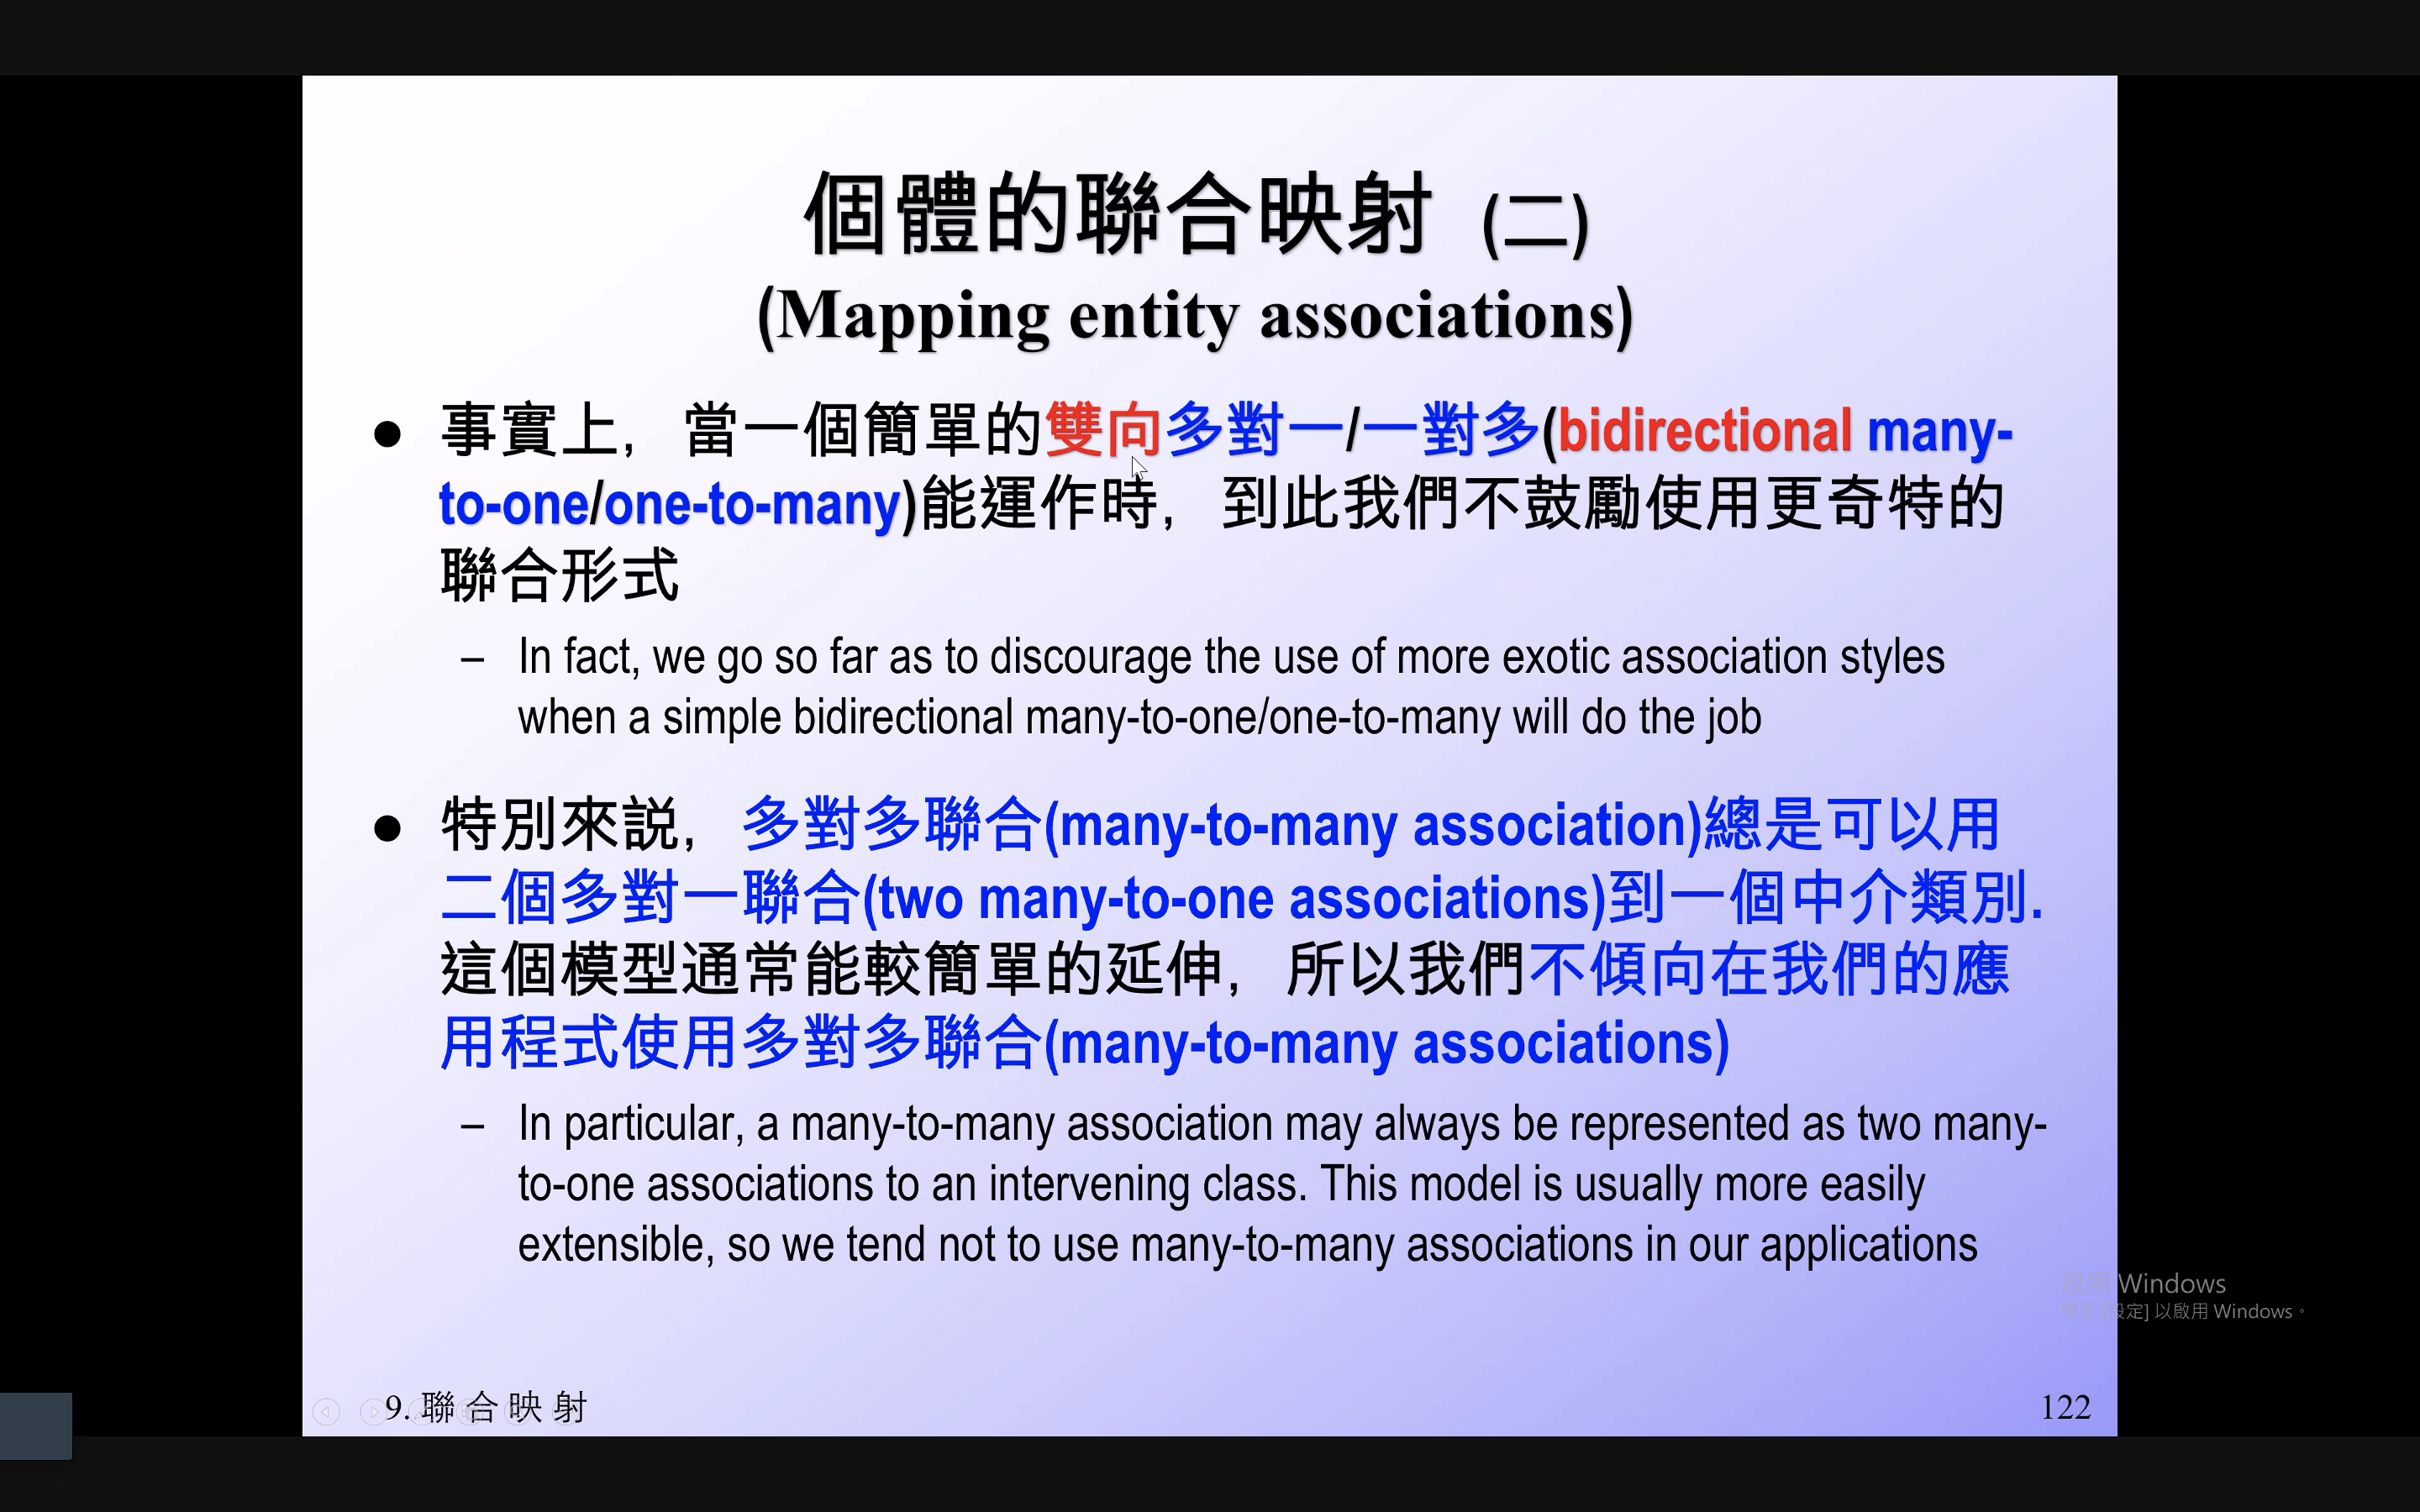 個體的聯合映射 (二)
(Mapping entity associations)
● 事實上, 當一個簡單的雙向多對一/一對多(bidirectional many-
to-one/one-to-many)能運作時, 到此我們不鼓勵使用更奇特的
聯合形式
– In fact, we go so far as to discourage the use of more exotic association styles
when a simple bidirectional many-to-one/one-to-many will do the job
● 特別來説, 多對多聯合(many-to-many association)總是可以用
二個多對一聯合(two many-to-one associations)到一個中介類別.
這個模型通常能較簡單的延伸, 所以我們不傾向在我們的應
用程式使用多對多聯合(many-to-many associations)
– In particular, a many-to-many association may always be represented as two many-
to-one associations to an intervening class. This model is usually more easily
extensible, so we tend not to use many-to-many associations in our applications
啟用 Windows
設定] 以啟用 Windows。
9. 聯合映射
122